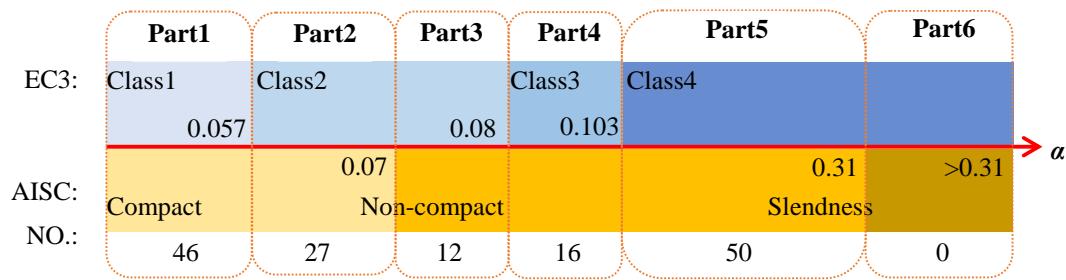 Part1 Part2 Part3 Part4 Part5 Part6
EC3: Class1 Class2 Class3 Class4
0.057 0.08 0.103
α
0.07 0.31 >0.31
AISC: Compact Non-compact Slendness
NO.: 46 27 12 16 50 0